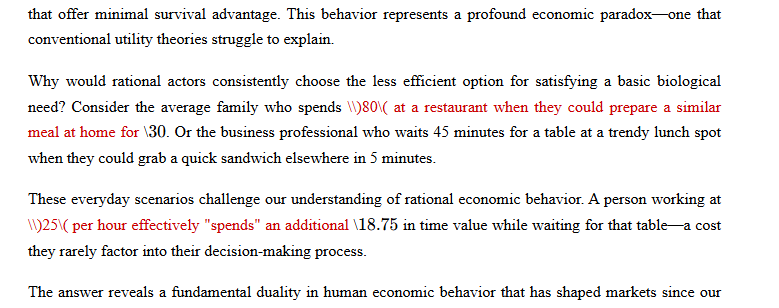 that offer minimal survival advantage. This behavior represents a profound economic paradox—one that
conventional utility theories struggle to explain.
Why would rational actors consistently choose the less efficient option for satisfying a basic biological
need? Consider the average family who spends \\)80\( at a restaurant when they could prepare a similar
meal at home for \30. Or the business professional who waits 45 minutes for a table at a trendy lunch spot
when they could grab a quick sandwich elsewhere in 5 minutes.
These everyday scenarios challenge our understanding of rational economic behavior. A person working at
\\)25\( per hour effectively "spends" an additional \18.75 in time value while waiting for that table—a cost
they rarely factor into their decision-making process.
The answer reveals a fundamental duality in human economic behavior that has shaped markets since our